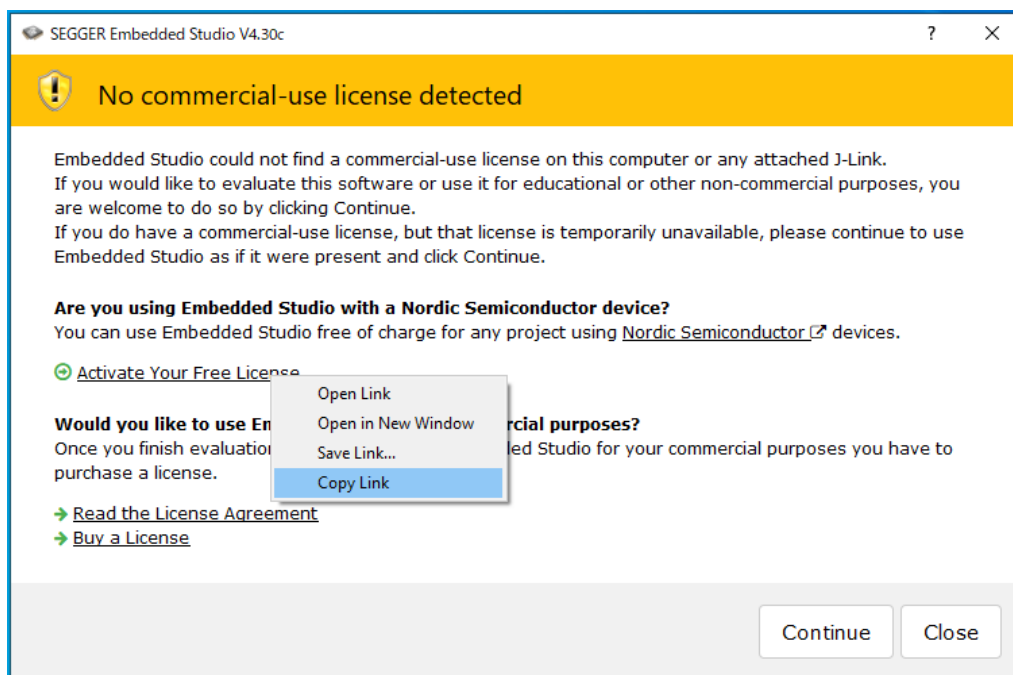 SEGGER Embedded Studio V4.30c ?
No commercial-use license detected
Embedded Studio could not find a commercial-use license on this computer or any attached J-Link.
If you would like to evaluate this software or use it for educational or other non-commercial purposes, you
are welcome to do so by clicking Continue.
If you do have a commercial-use license, but that license is temporarily unavailable, please continue to use
Embedded Studio as if it were present and click Continue.
Are you using Embedded Studio with a Nordic Semiconductor device?
You can use Embedded Studio free of charge for any project using Nordic Semiconductor devices.
Activate Your Free License
Open Link
Open in New Window
Save Link...
Copy Link
Would you like to use En rcial purposes?
Once you finish evaluation led Studio for your commercial purposes you have to
purchase a license.
Read the License Agreement
Buy a License
Continue Close